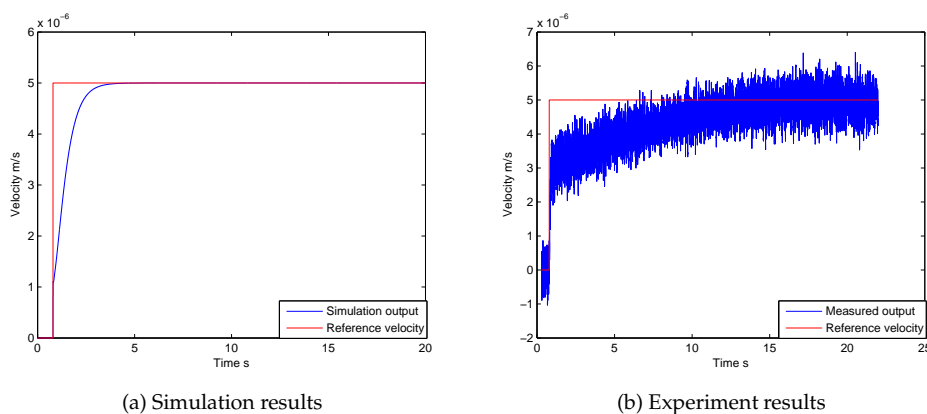 x 10⁻⁶
6
5
4
3
2
1
0
Velocity m/s
0 5 10 15 20
Time s
Simulation output
Reference velocity
(a) Simulation results
x 10⁻⁶
7
6
5
4
3
2
1
0
−1
−2
Velocity m/s
0 5 10 15 20 25
Time s
Measured output
Reference velocity
(b) Experiment results